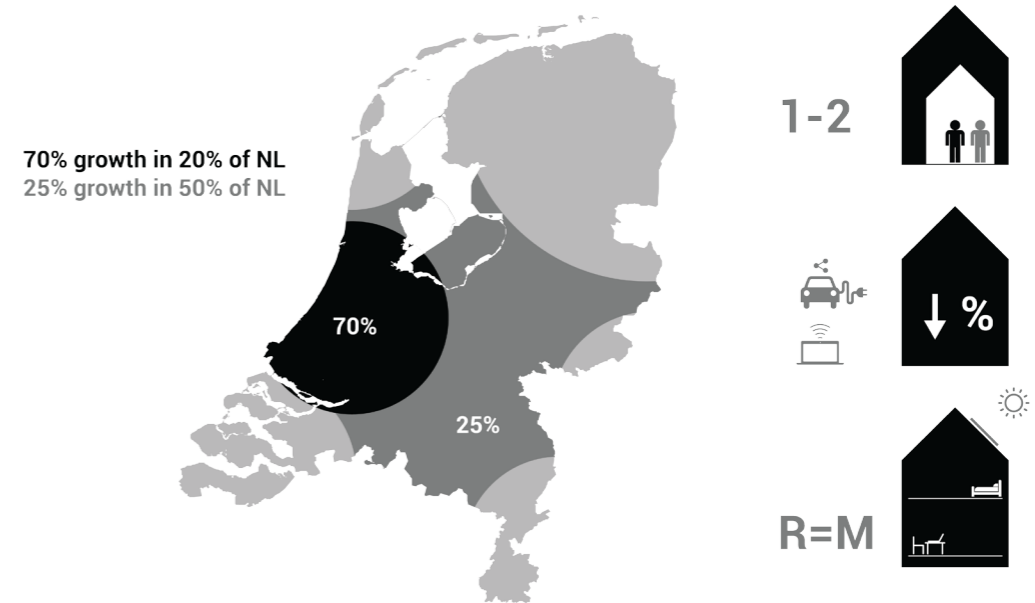 70% growth in 20% of NL
25% growth in 50% of NL
70%
25%
1-2
%
R=M